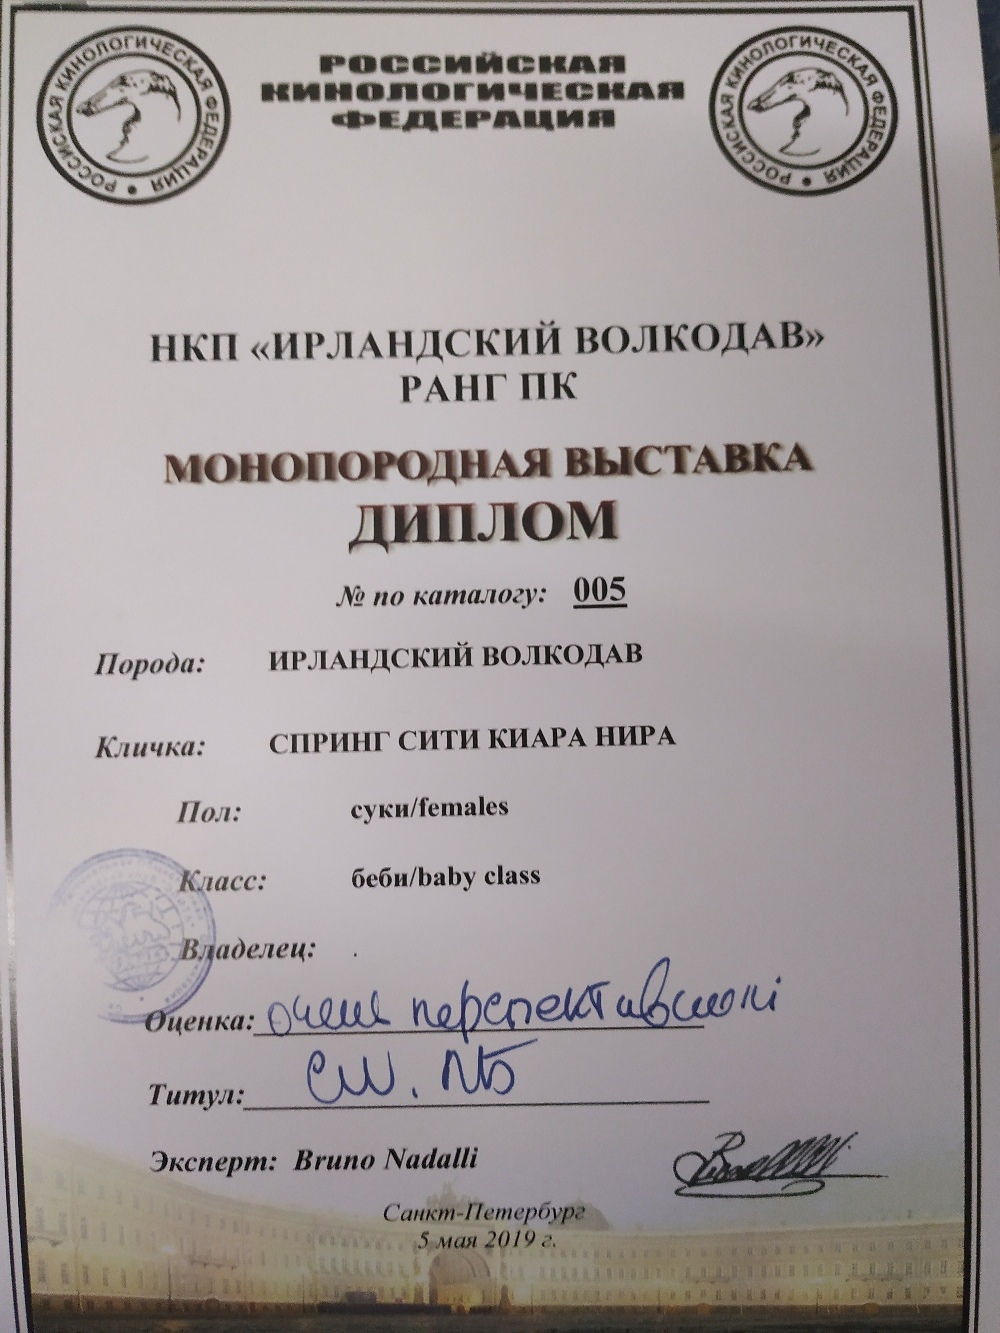 РОССИЙСКАЯ КИНОЛОГИЧЕСКАЯ ФЕДЕРАЦИЯ
РОССИЙСКАЯ
КИНОЛОГИЧЕСКАЯ
ФЕДЕРАЦИЯ
РОССИЙСКАЯ КИНОЛОГИЧЕСКАЯ ФЕДЕРАЦИЯ
НКП «ИРЛАНДСКИЙ ВОЛКОДАВ»
РАНГ ПК
МОНОПОРОДНАЯ ВЫСТАВКА
ДИПЛОМ
№ по каталогу: 005
Порода: ИРЛАНДСКИЙ ВОЛКОДАВ
Кличка: СПРИНГ СИТИ КИАРА НИРА
Пол: суки/females
Класс: беби/baby class
Владелец: .
Оценка: очень перспективный
Титул: CW. ЛБ
Эксперт: Bruno Nadalli
Санкт-Петербург
5 мая 2019 г.